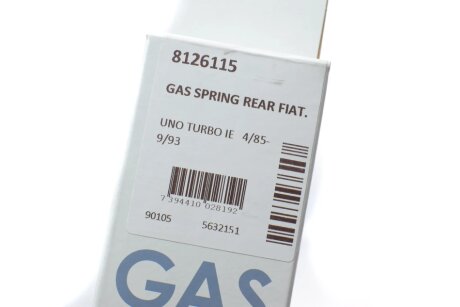 8126115
GAS SPRING REAR FIAT.
UNO TURBO IE 4/85-
9/93
7 394410 028192
90105 5632151
GAS